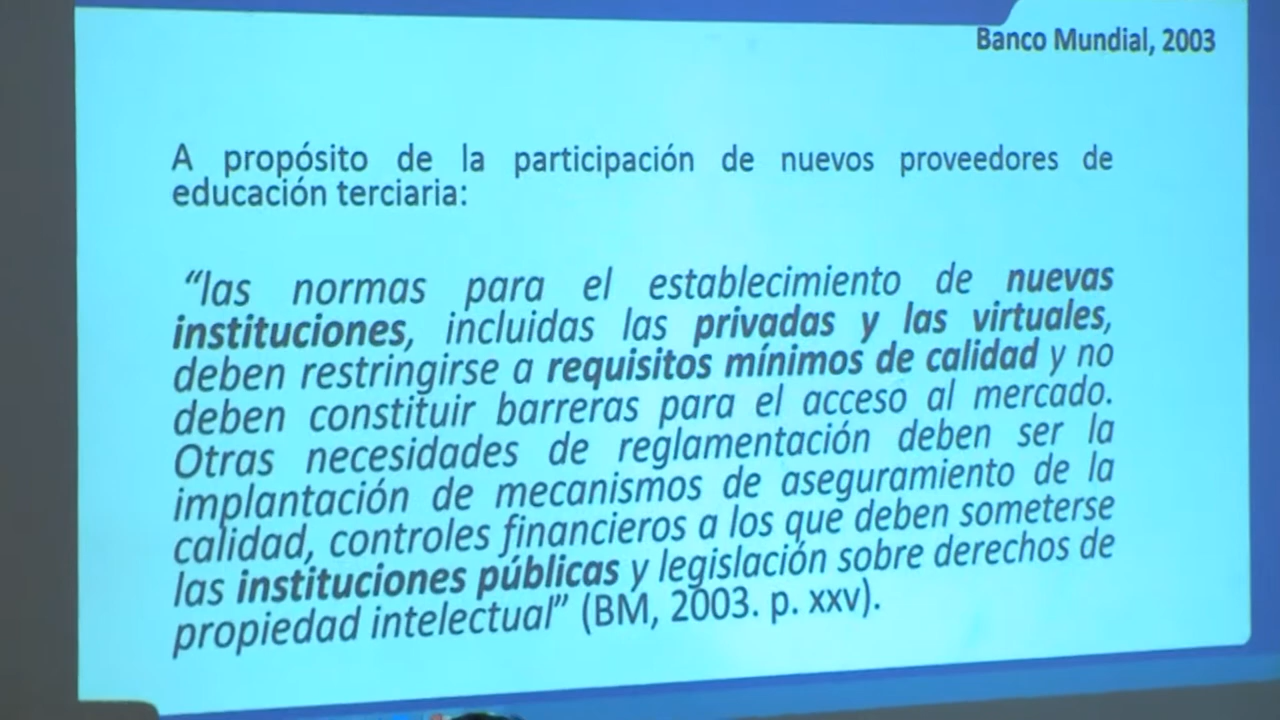 Banco Mundial, 2003
A propósito de la participación de nuevos proveedores de
educación terciaria:
“las normas para el establecimiento de nuevas
instituciones, incluidas las privadas y las virtuales,
deben restringirse a requisitos mínimos de calidad y no
deben constituir barreras para el acceso al mercado.
Otras necesidades de reglamentación deben ser la
implantación de mecanismos de aseguramiento de la
calidad, controles financieros a los que deben someterse
las instituciones públicas y legislación sobre derechos de
propiedad intelectual” (BM, 2003. p. xxv).